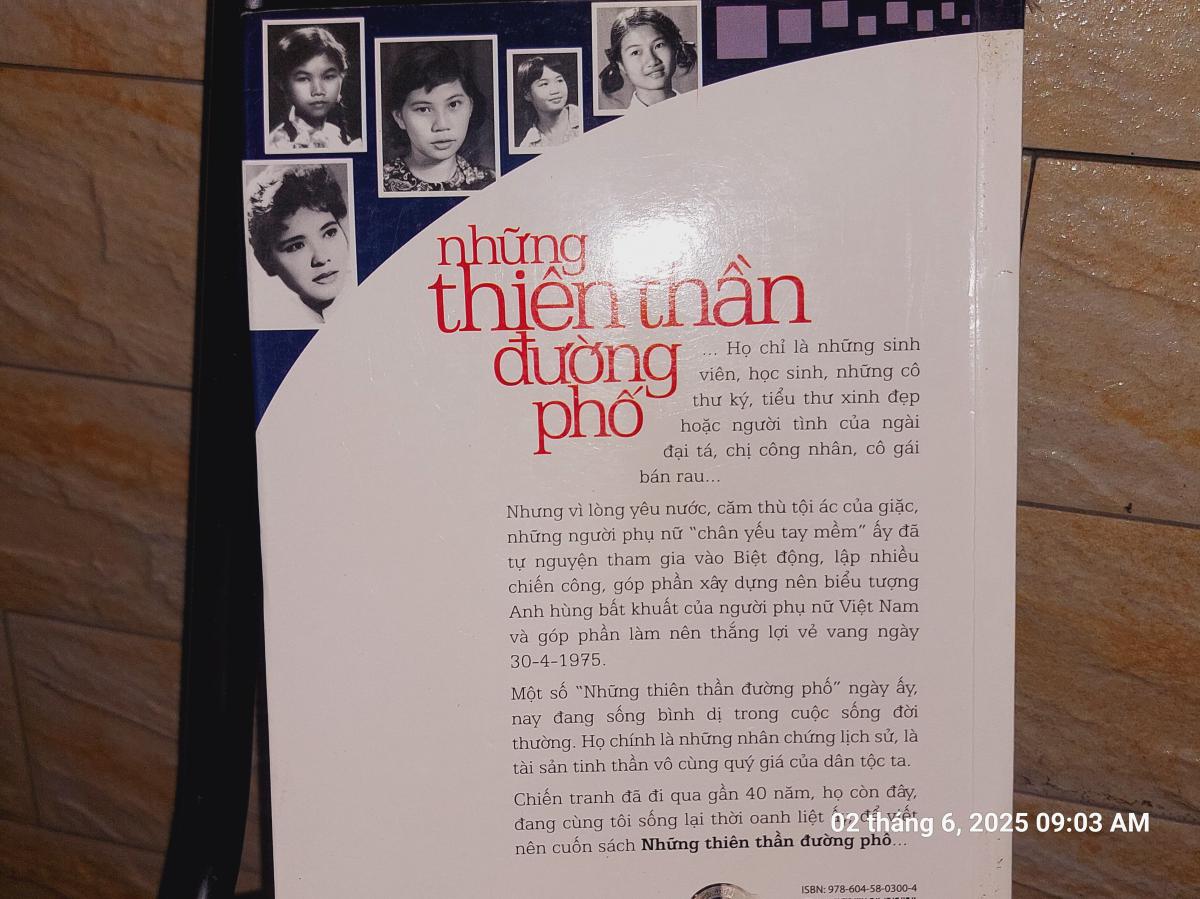 những
thiên thần
đường
phố
... Họ chỉ là những sinh
viên, học sinh, những cô
thư ký, tiểu thư xinh đẹp
hoặc người tình của ngài
đại tá, chị công nhân, cô gái
bán rau...
Nhưng vì lòng yêu nước, căm thù tội ác của giặc,
những người phụ nữ "chân yếu tay mềm" ấy đã
tự nguyện tham gia vào Biệt động, lập nhiều
chiến công, góp phần xây dựng nên biểu tượng
Anh hùng bất khuất của người phụ nữ Việt Nam
và góp phần làm nên thắng lợi vẻ vang ngày
30-4-1975.
Một số "Những thiên thần đường phố" ngày ấy,
nay đang sống bình dị trong cuộc sống đời
thường. Họ chính là những nhân chứng lịch sử, là
tài sản tinh thần vô cùng quý giá của dân tộc ta.
Chiến tranh đã đi qua gần 40 năm, họ còn đây,
đang cùng tôi sống lại thời oanh liệt ấy, để viết
nên cuốn sách Những thiên thần đường phố...
02 tháng 6, 2025 09:03 AM
ISBN: 978-604-58-0300-4